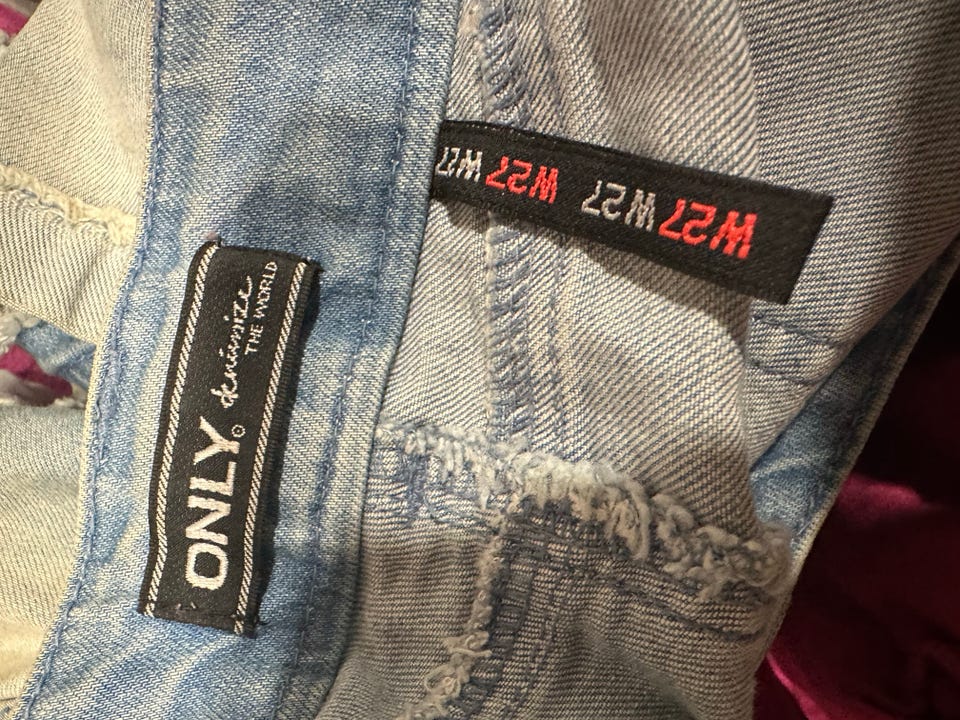 ONLY® denimize
THE WORLD
W27 W27 W27 W27